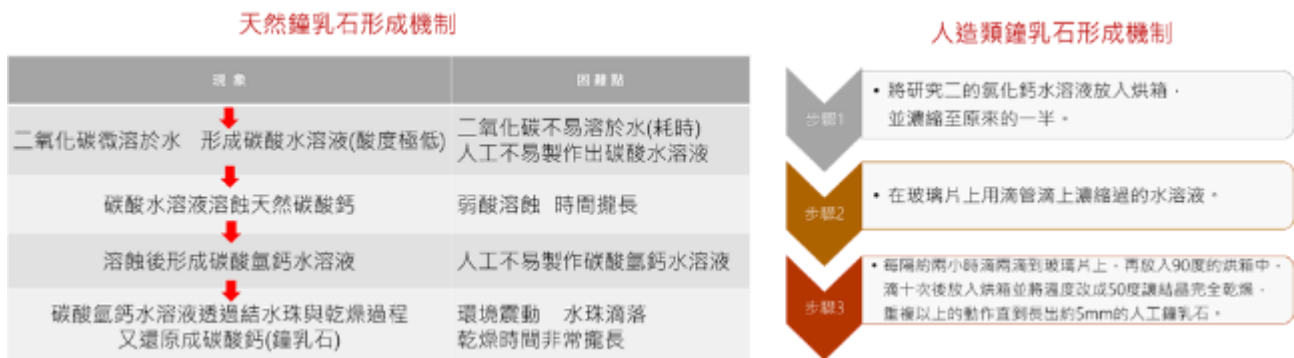 天然鐘乳石形成機制
現 象
困難點
二氧化碳微溶於水 形成碳酸水溶液(酸度極低)
二氧化碳不易溶於水(耗時)
人工不易製作出碳酸水溶液
碳酸水溶液溶蝕天然碳酸鈣
弱酸溶蝕 時間攏長
溶蝕後形成碳酸氫鈣水溶液
人工不易製作碳酸氫鈣水溶液
碳酸氫鈣水溶液透過結水珠與乾燥過程
又還原成碳酸鈣(鐘乳石)
環境震動 水珠滴落
乾燥時間非常攏長
人造類鐘乳石形成機制
步驟1
• 將研究二的氯化鈣水溶液放入烘箱，
並濃縮至原來的一半。
步驟2
• 在玻璃片上用滴管滴上濃縮過的水溶液。
步驟3
• 每隔約兩小時滴兩滴到玻璃片上，再放入90度的烘箱中，
滴十次後放入烘箱並將溫度改成50度讓結晶完全乾燥，
重複以上的動作直到長出約5mm的人工鐘乳石。